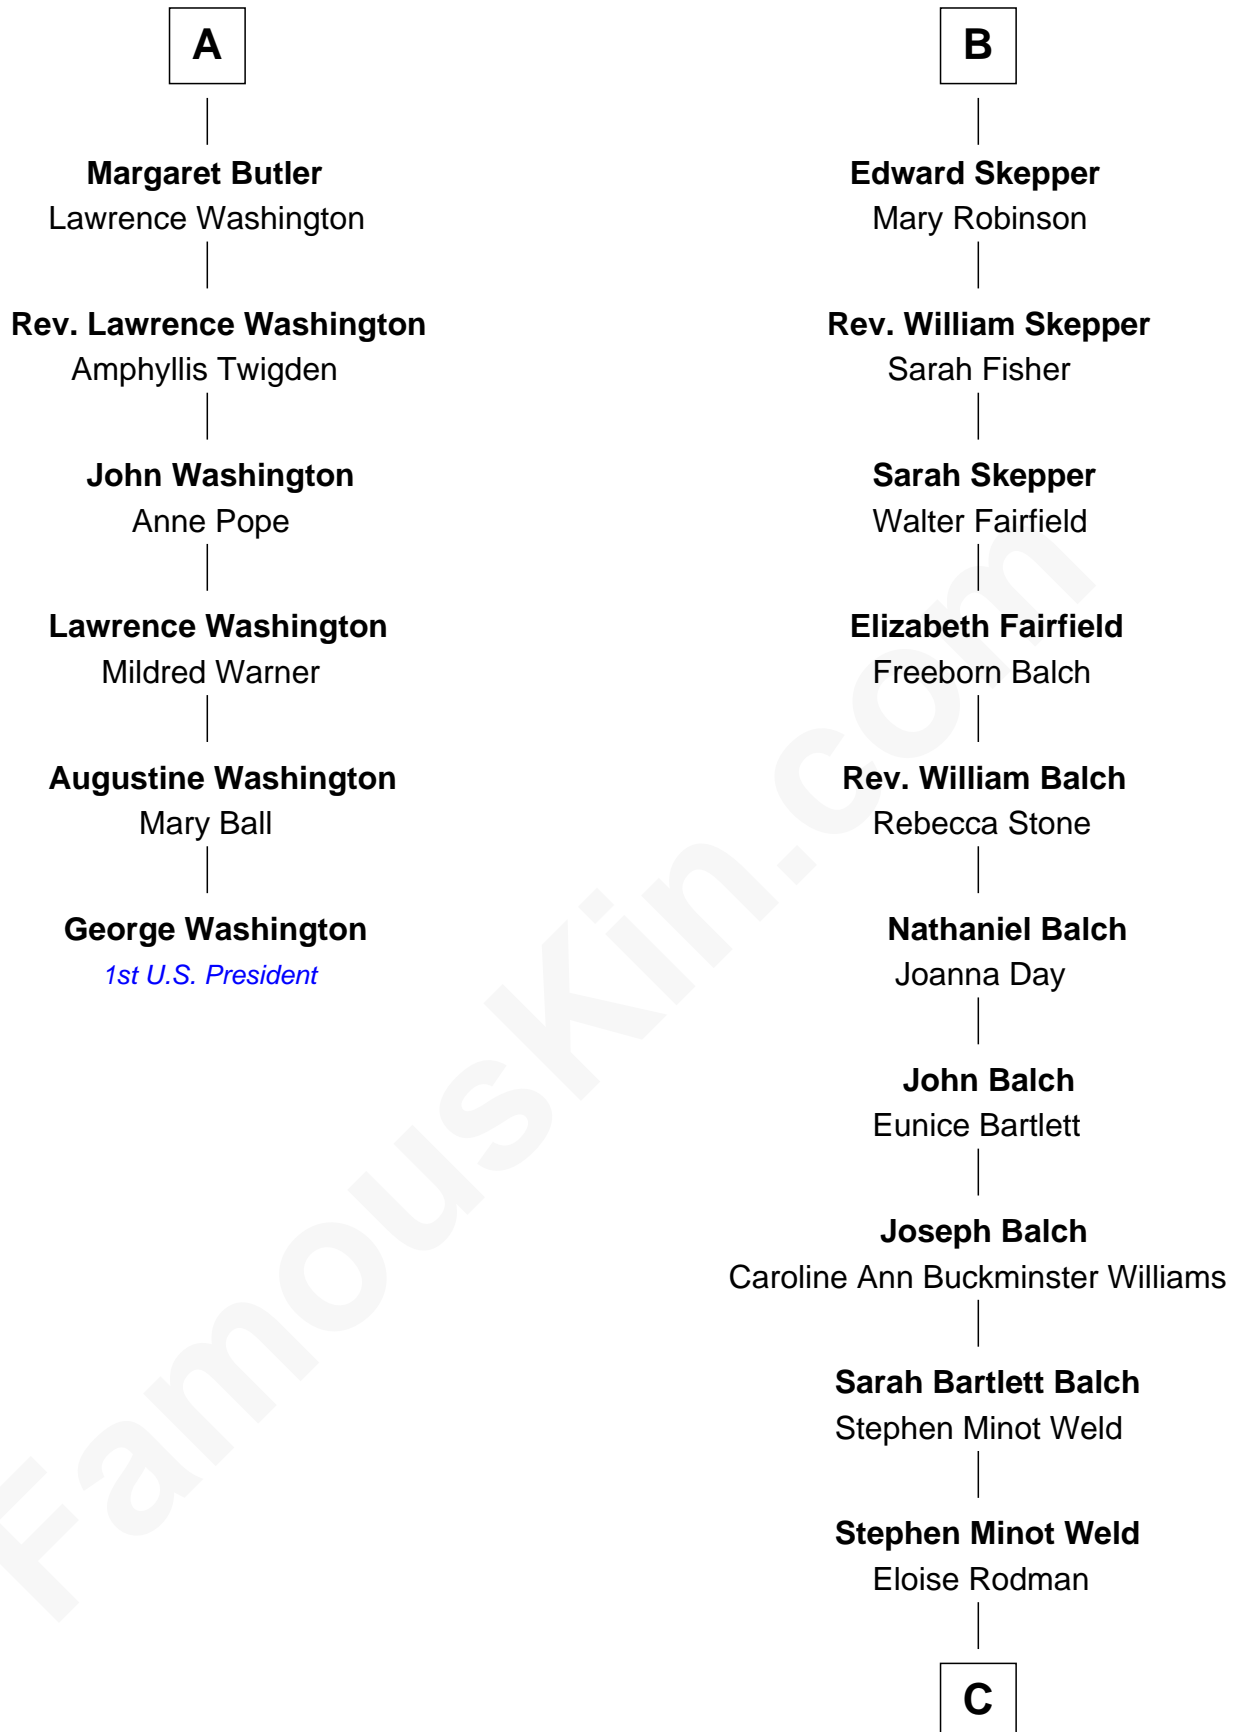 A
Margaret Butler
Lawrence Washington
Rev. Lawrence Washington
Amphyllis Twigden
John Washington
Anne Pope
Lawrence Washington
Mildred Warner
Augustine Washington
Mary Ball
George Washington
1st U.S. President
B
Edward Skepper
Mary Robinson
Rev. William Skepper
Sarah Fisher
Sarah Skepper
Walter Fairfield
Elizabeth Fairfield
Freeborn Balch
Rev. William Balch
Rebecca Stone
Nathaniel Balch
Joanna Day
John Balch
Eunice Bartlett
Joseph Balch
Caroline Ann Buckminster Williams
Sarah Bartlett Balch
Stephen Minot Weld
Stephen Minot Weld
Eloise Rodman
C
FamousKin.com